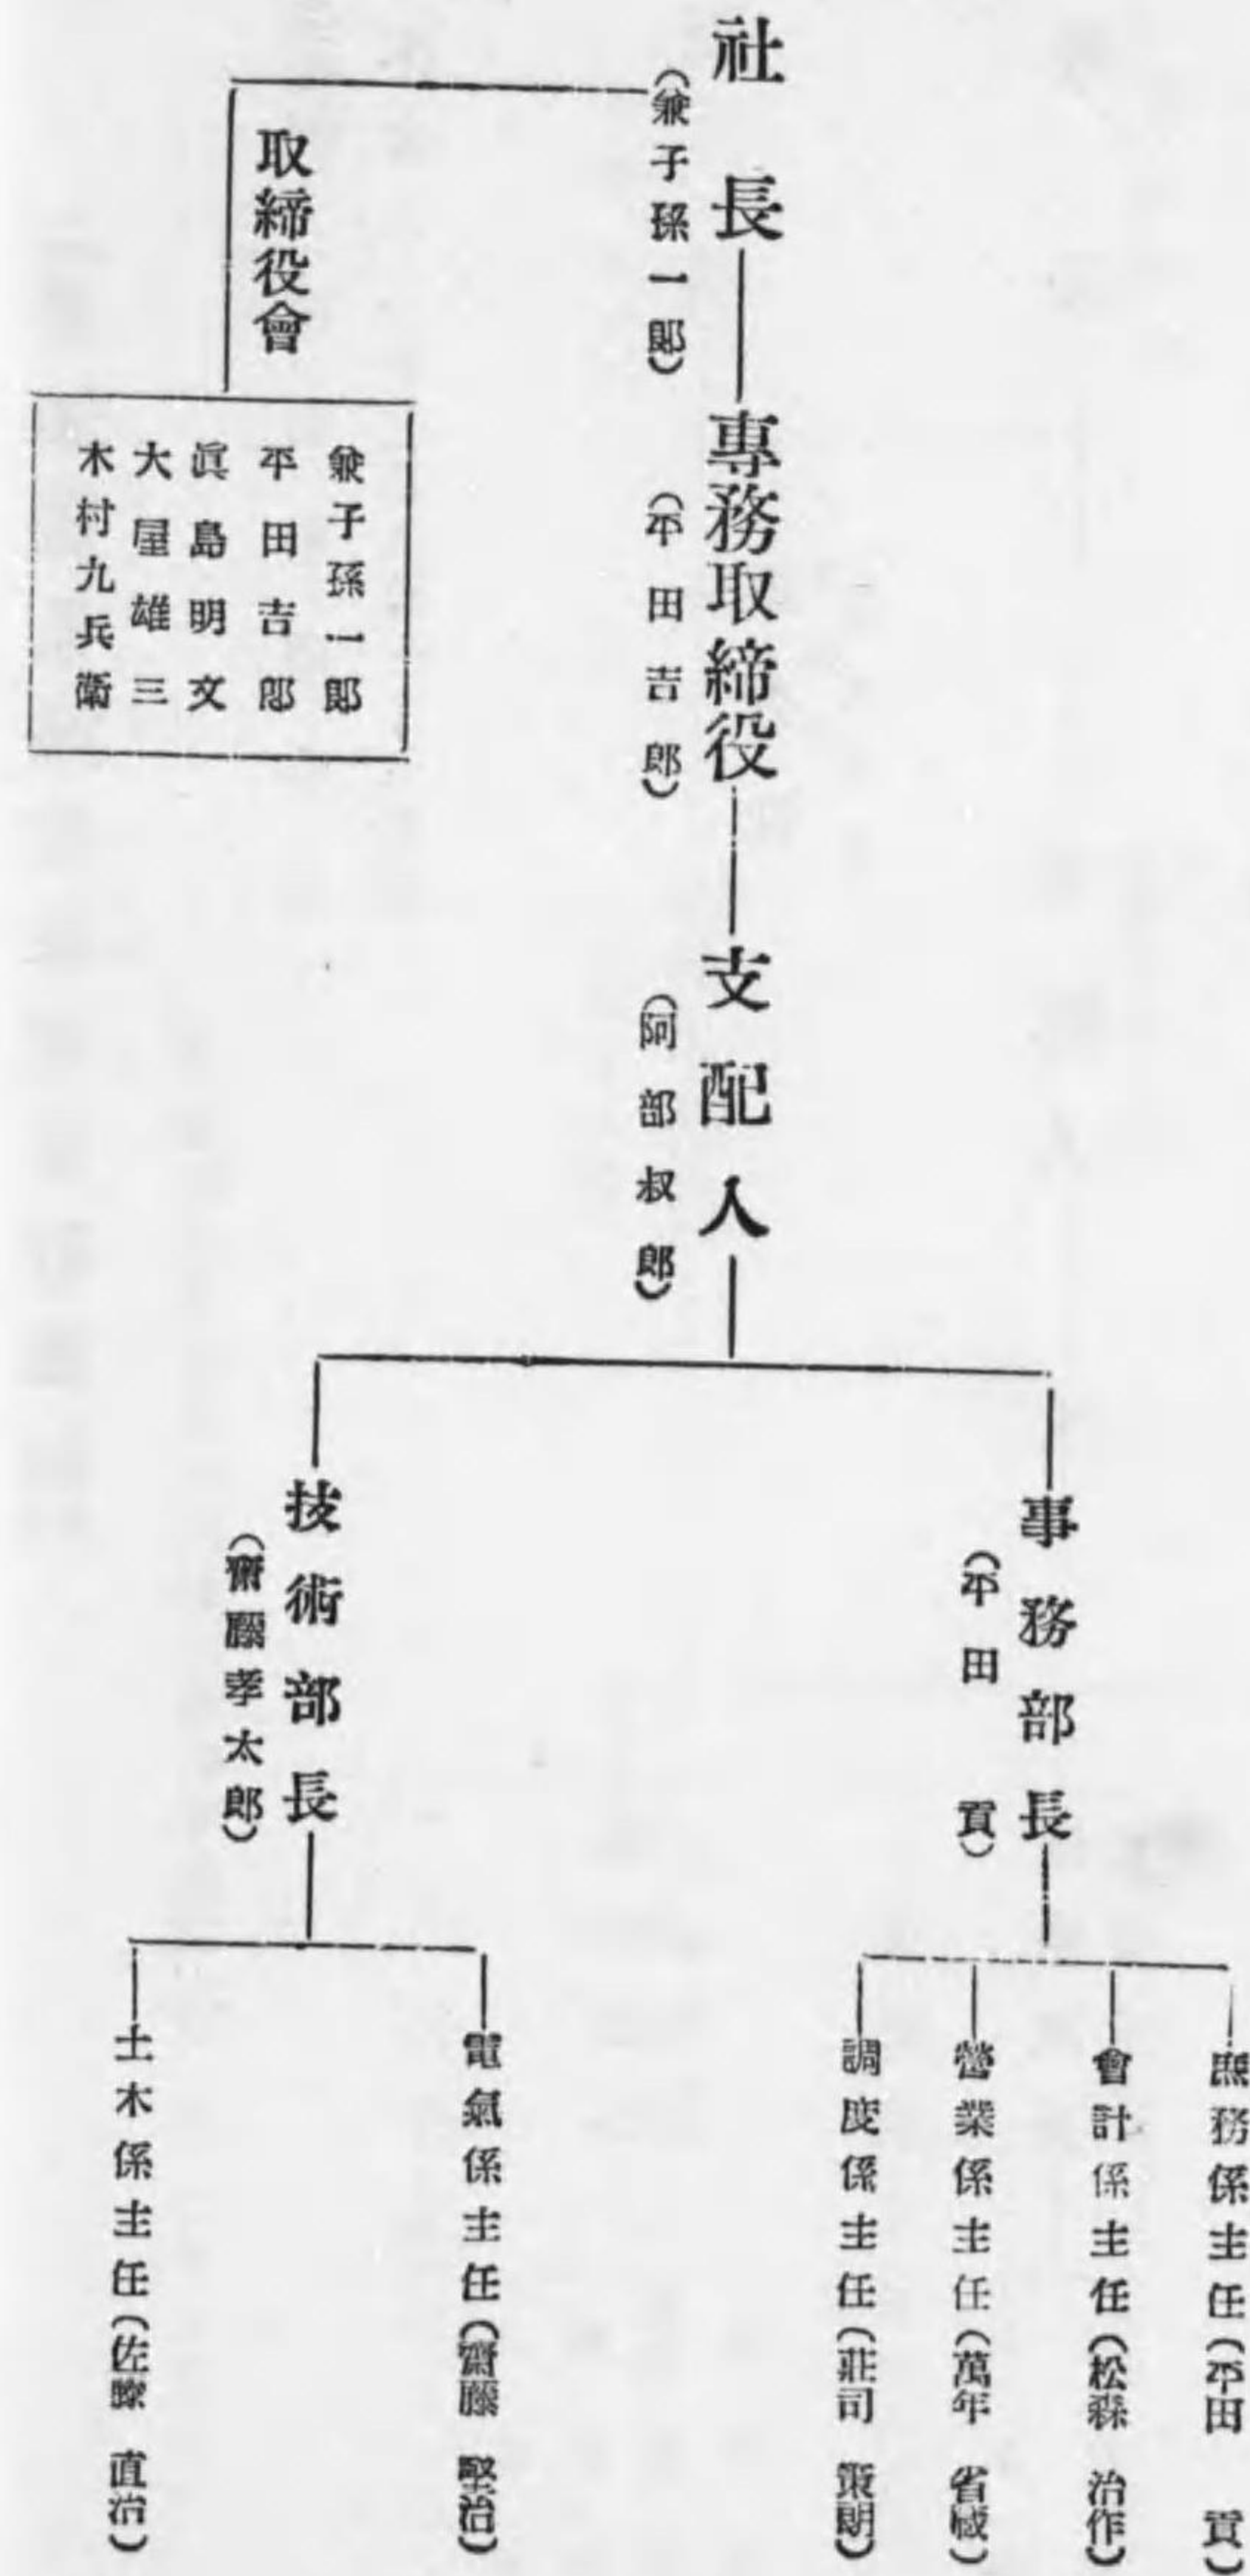 社長
（兼子孫一郎）
取締役會
兼子孫一郎
平田吉郎
眞島明文
大屋雄三
木村九兵衞
專務取締役
（平田吉郎）
支配人
（阿部叔郎）
事務部長
（平田　貢）
庶務係主任（平田　貢）
會計係主任（松森　治作）
營業係主任（萬年　省藏）
調度係主任（莊司　策朗）
技術部長
（齋藤孝太郎）
電氣係主任（齋藤　堅治）
土木係主任（佐藤　直治）